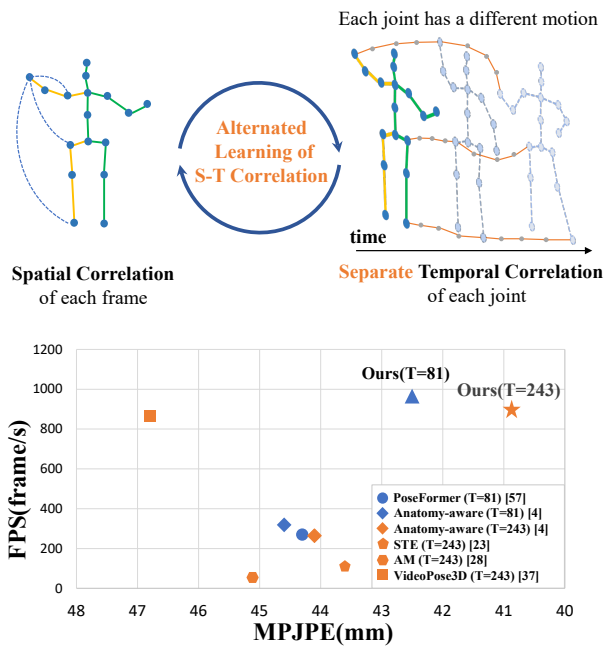 Each joint has a different motion
Alternated
Learning of
S-T Correlation
time
Spatial Correlation
of each frame
Separate Temporal Correlation
of each joint
1200
1000
800
600
400
200
0
FPS(frame/s)
Ours(T=81)
Ours(T=243)
PoseFormer (T=81) [57]
Anatomy-aware (T=81) [4]
Anatomy-aware (T=243) [4]
STE (T=243) [23]
AM (T=243) [28]
VideoPose3D (T=243) [37]
48 47 46 45 44 43 42 41 40
MPJPE(mm)